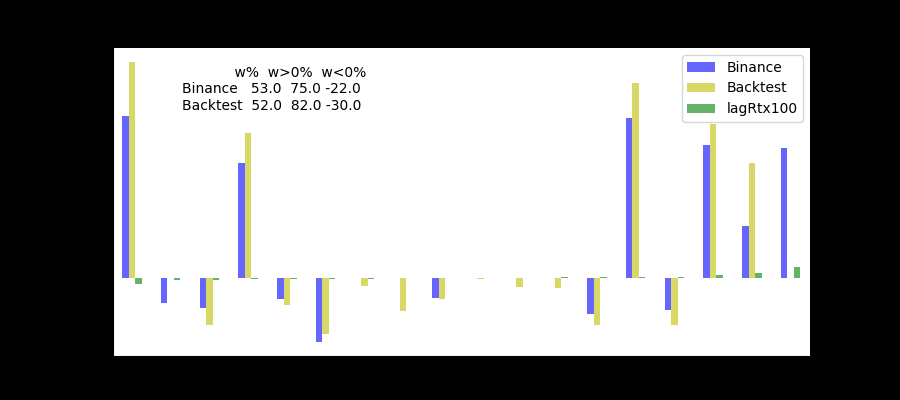 w% w>0% w<0%
Binance 53.0 75.0 -22.0
Backtest 52.0 82.0 -30.0
Binance
Backtest
lagRtx100